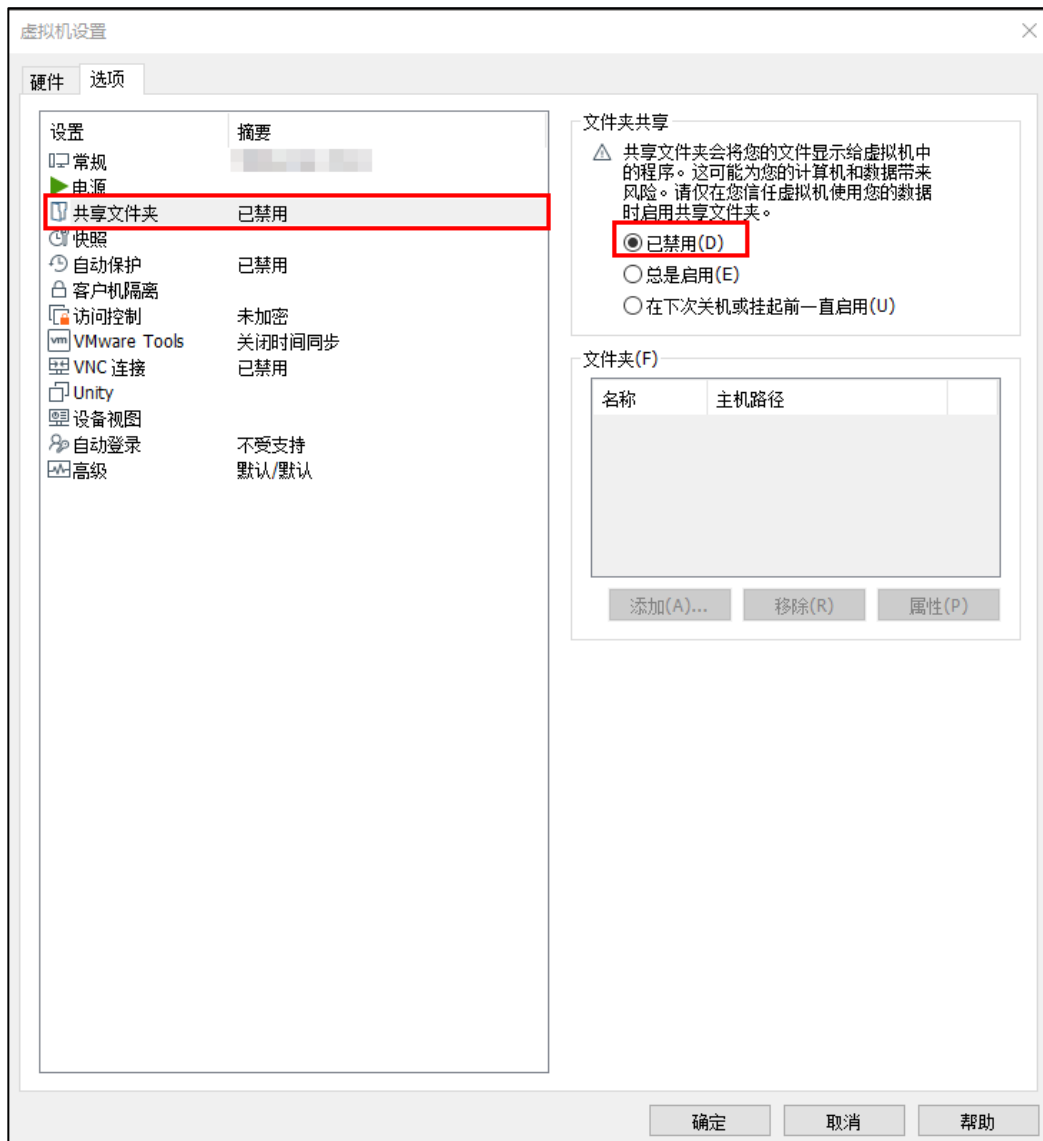 虚拟机设置
硬件 选项
设置 摘要
常规
电源
共享文件夹 已禁用
快照
自动保护 已禁用
客户机隔离
访问控制 未加密
vm VMware Tools 关闭时间同步
VNC 连接 已禁用
Unity
设备视图
自动登录 不受支持
高级 默认/默认
文件夹共享
共享文件夹会将您的文件显示给虚拟机中
的程序。这可能为您的计算机和数据带来
风险。请仅在您信任虚拟机使用您的数据
时启用共享文件夹。
已禁用(D)
总是启用(E)
在下次关机或挂起前一直启用(U)
文件夹(F)
名称 主机路径
添加(A)... 移除(R) 属性(P)
确定 取消 帮助